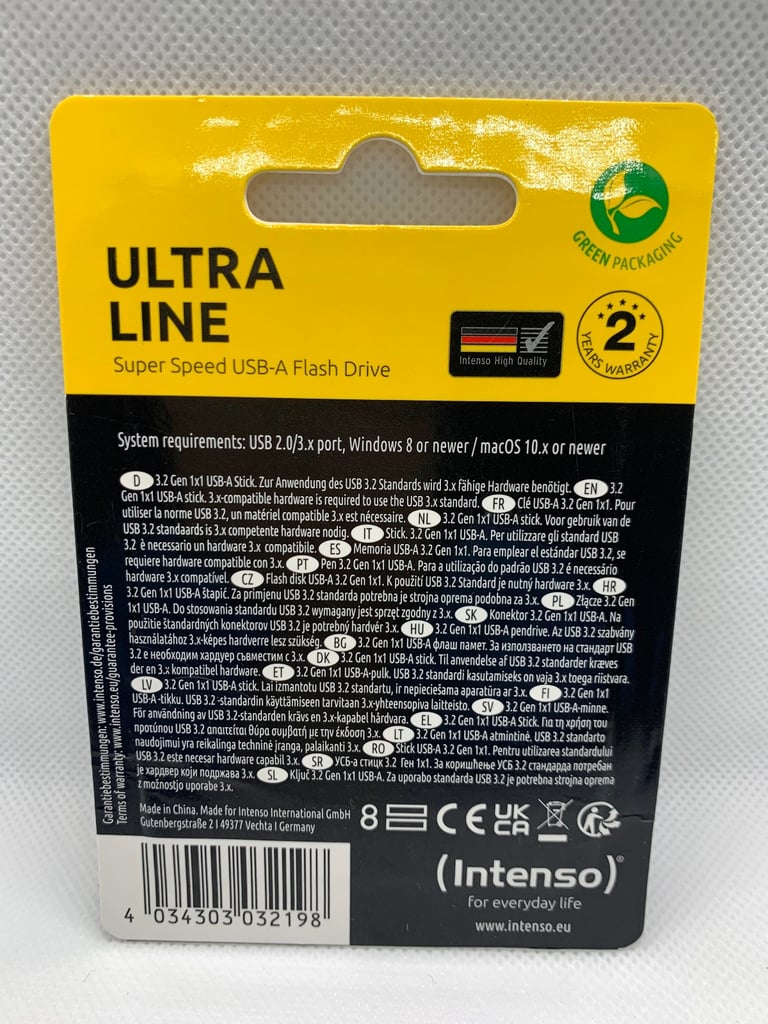 GREEN PACKAGING
ULTRA
LINE
Super Speed USB-A Flash Drive
Intenso High Quality
2
YEARS WARRANTY
System requirements: USB 2.0/3.x port, Windows 8 or newer / macOS 10.x or newer
D 3.2 Gen 1x1 USB-A Stick. Zur Anwendung des USB 3.2 Standards wird 3.x fähige Hardware benötigt. EN 3.2
Gen 1x1 USB-A stick. 3.x-compatible hardware is required to use the USB 3.x standard. FR Clé USB-A 3.2 Gen 1x1. Pour
utiliser la norme USB 3.2, un matériel compatible 3.x est nécessaire. NL 3.2 Gen 1x1 USB-A stick. Voor gebruik van de
USB 3.2 standaards is 3.x competente hardware nodig. IT Stick. 3.2 Gen 1x1 USB-A. Per utilizzare gli standard USB
3.2 è necessario un hardware 3.x compatibile. ES Memoria USB-A 3.2 Gen 1x1. Para emplear el estándar USB 3.2, se
requiere hardware compatible con 3.x. PT Pen 3.2 Gen 1x1 USB-A. Para a utilização do padrão USB 3.2 é necessário
hardware 3.x compatível. CZ Flash disk USB-A 3.2 Gen 1x1. K použití USB 3.2 Standard je nutný hardware 3.x. HR
3.2 Gen 1x1 USB-A štapić. Za primjenu USB 3.2 standarda potrebna je strojna oprema podobna za 3.x. PL Złącze 3.2 Gen
1x1 USB-A. Do stosowania standardu USB 3.2 wymagany jest sprzęt zgodny z 3.x. SK Konektor 3.2 Gen 1x1 USB-A. Na
použitie štandardných konektorov USB 3.2 je potrebný hardvér 3.x. HU 3.2 Gen 1x1 USB-A pendrive. Az USB 3.2 szabvány
használatához 3.x-képes hardverre lesz szükség. BG 3.2 Gen 1x1 USB-A флаш памет. За използването на стандарт USB
3.2 е необходим хардуер съвместим с 3.x. DK 3.2 Gen 1x1 USB-A stick. Til anvendelse af USB 3.2 standarder kræves
der en 3.x kompatibel hardware. ET 3.2 Gen 1x1 USB-A-pulk. USB 3.2 standardi kasutamiseks on vaja 3.x toega riistvara.
LV 3.2 Gen 1x1 USB-A stick. Lai izmantotu USB 3.2 standartu, ir nepieciešama aparatūra ar 3.x. FI 3.2 Gen 1x1
USB-A -tikku. USB 3.2 -standardin käyttämiseen tarvitaan 3.x-yhteensopiva laitteisto. SV 3.2 Gen 1x1 USB-A-minne.
För användning av USB 3.2-standarden krävs en 3.x-kapabel hårdvara. EL 3.2 Gen 1x1 USB-A Stick. Για τη χρήση του
προτύπου USB 3.2 απαιτείται θύρα συμβατή με την έκδοση 3.x. LT 3.2 Gen 1x1 USB-A atmintinė. USB 3.2 standarto
naudojimui yra reikalinga techninė įranga, palaikanti 3.x. RO Stick USB-A 3.2 Gen 1x1. Pentru utilizarea standardului
USB 3.2 este necesar hardware capabil 3.x. SR УСБ-а стицк 3.2 Ген 1x1. За коришћење УСБ 3.2 стандарда потребан
је хардвер који подржава 3.x. SL Ključ 3.2 Gen 1x1 USB-A. Za uporabo standarda USB 3.2 je potrebna strojna oprema
z možnostjo uporabe 3.x.
Garantiebestimmungen: www.intenso.de/garantiebestimmungen
Terms of warranty: www.intenso.eu/guarantee-provisions
Made in China. Made for Intenso International GmbH
Gutenbergstraße 2 I 49377 Vechta I Germany
8
CE
UK
CA
4 034303 032198
(Intenso)®
for everyday life
www.intenso.eu